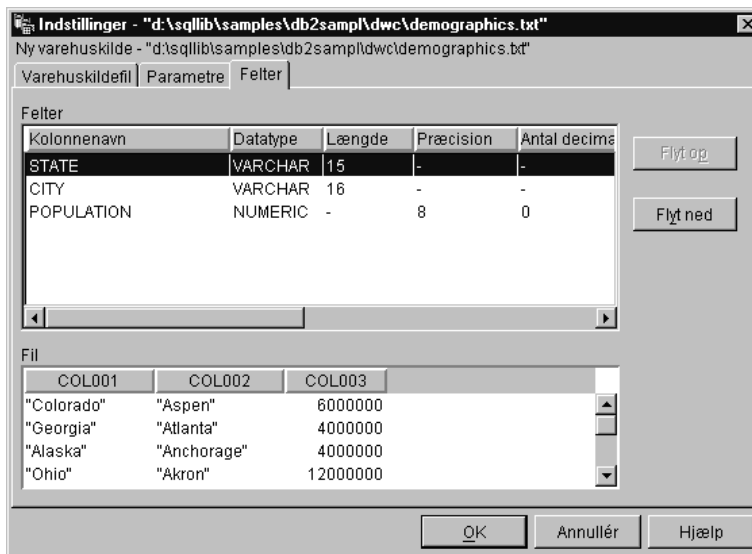 Indstillinger - "d:\sqllib\samples\db2sampl\dwc\demographics.txt"
Ny varehuskilde - "d:\sqllib\samples\db2sampl\dwc\demographics.txt"
Varehuskildefil Parametre Felter
Felter
Kolonnenavn Datatype Længde Præcision Antal decima
STATE VARCHAR 15 - -
CITY VARCHAR 16 - -
POPULATION NUMERIC - 8 0
Flyt op
Flyt ned
Fil
COL001 COL002 COL003
"Colorado" "Aspen" 6000000
"Georgia" "Atlanta" 4000000
"Alaska" "Anchorage" 4000000
"Ohio" "Akron" 12000000
OK Annullér Hjælp